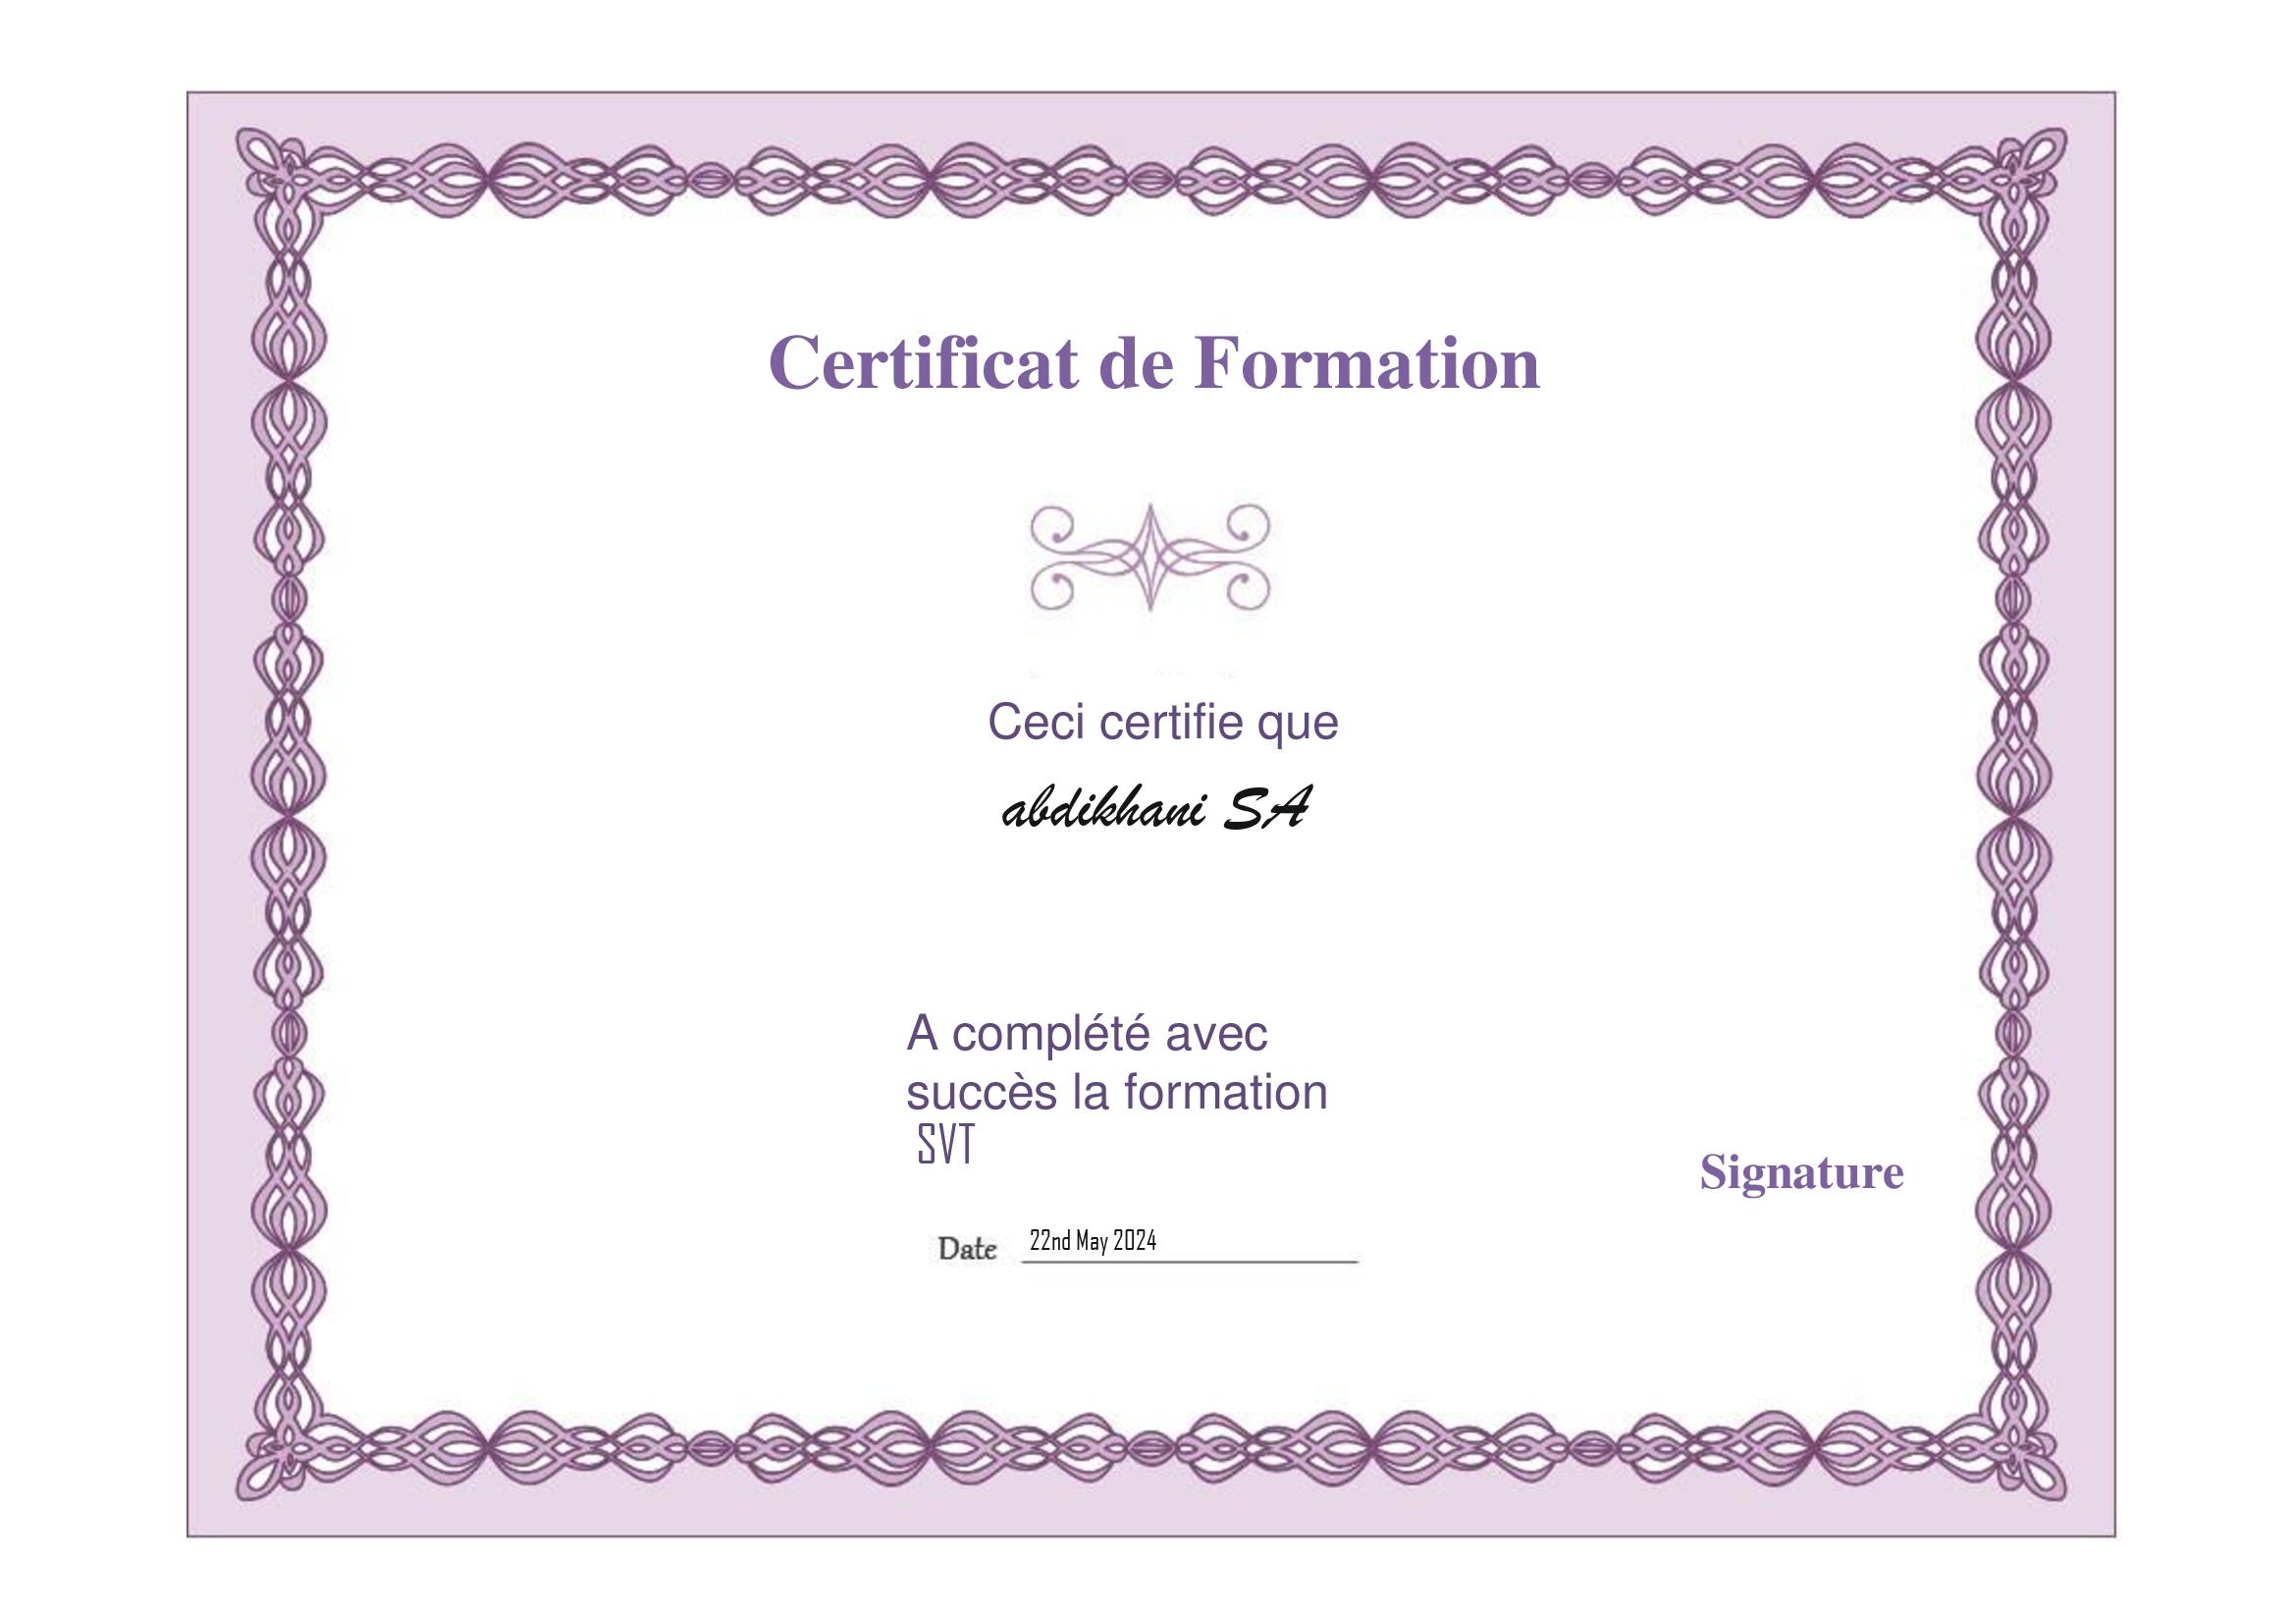 Certificat de Formation
Ceci certifie que
abdikhani SA
A complété avec
succès la formation
SVT
Signature
Date 22nd May 2024